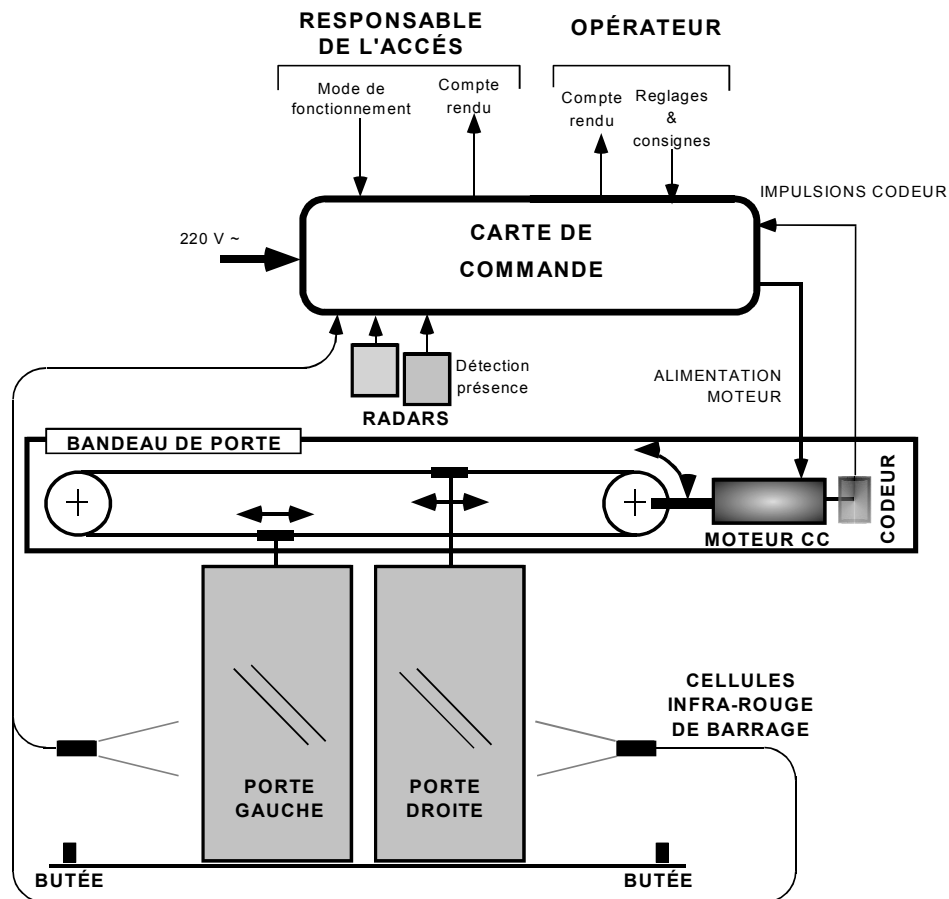 RESPONSABLE
DE L'ACCÉS
OPÉRATEUR
Mode de
fonctionnement
Compte
rendu
Compte
rendu
Reglages
&
consignes
IMPULSIONS CODEUR
220 V ~
CARTE DE
COMMANDE
Détection
présence
RADARS
ALIMENTATION
MOTEUR
BANDEAU DE PORTE
MOTEUR CC
CODEUR
CELLULES
INFRA-ROUGE
DE BARRAGE
PORTE
GAUCHE
PORTE
DROITE
BUTÉE
BUTÉE